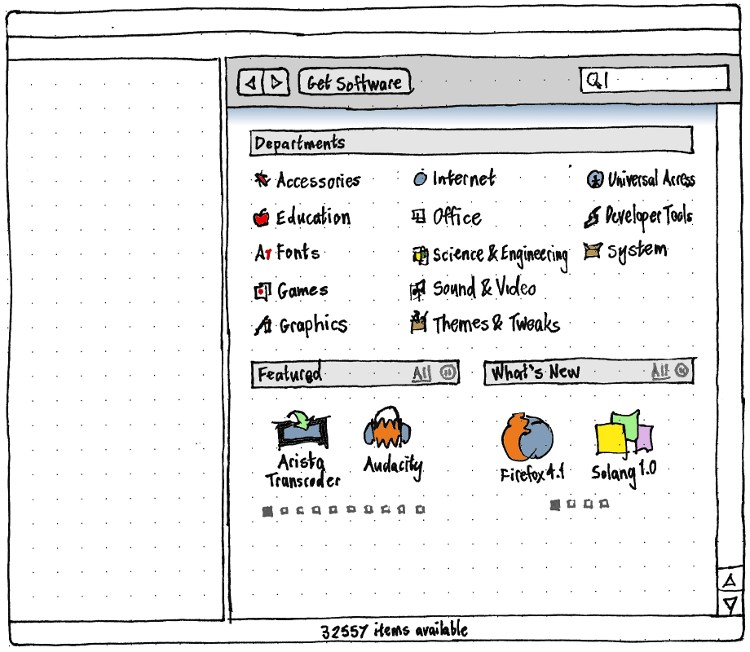 Get Software
Departments
Accessories
Internet
Universal Access
Education
Office
Developer Tools
Fonts
Science & Engineering
System
Games
Sound & Video
Graphics
Themes & Tweaks
Featured
All
What's New
All
Arista
Transcoder
Audacity
Firefox 4.1
Solang 1.0
32557 items available